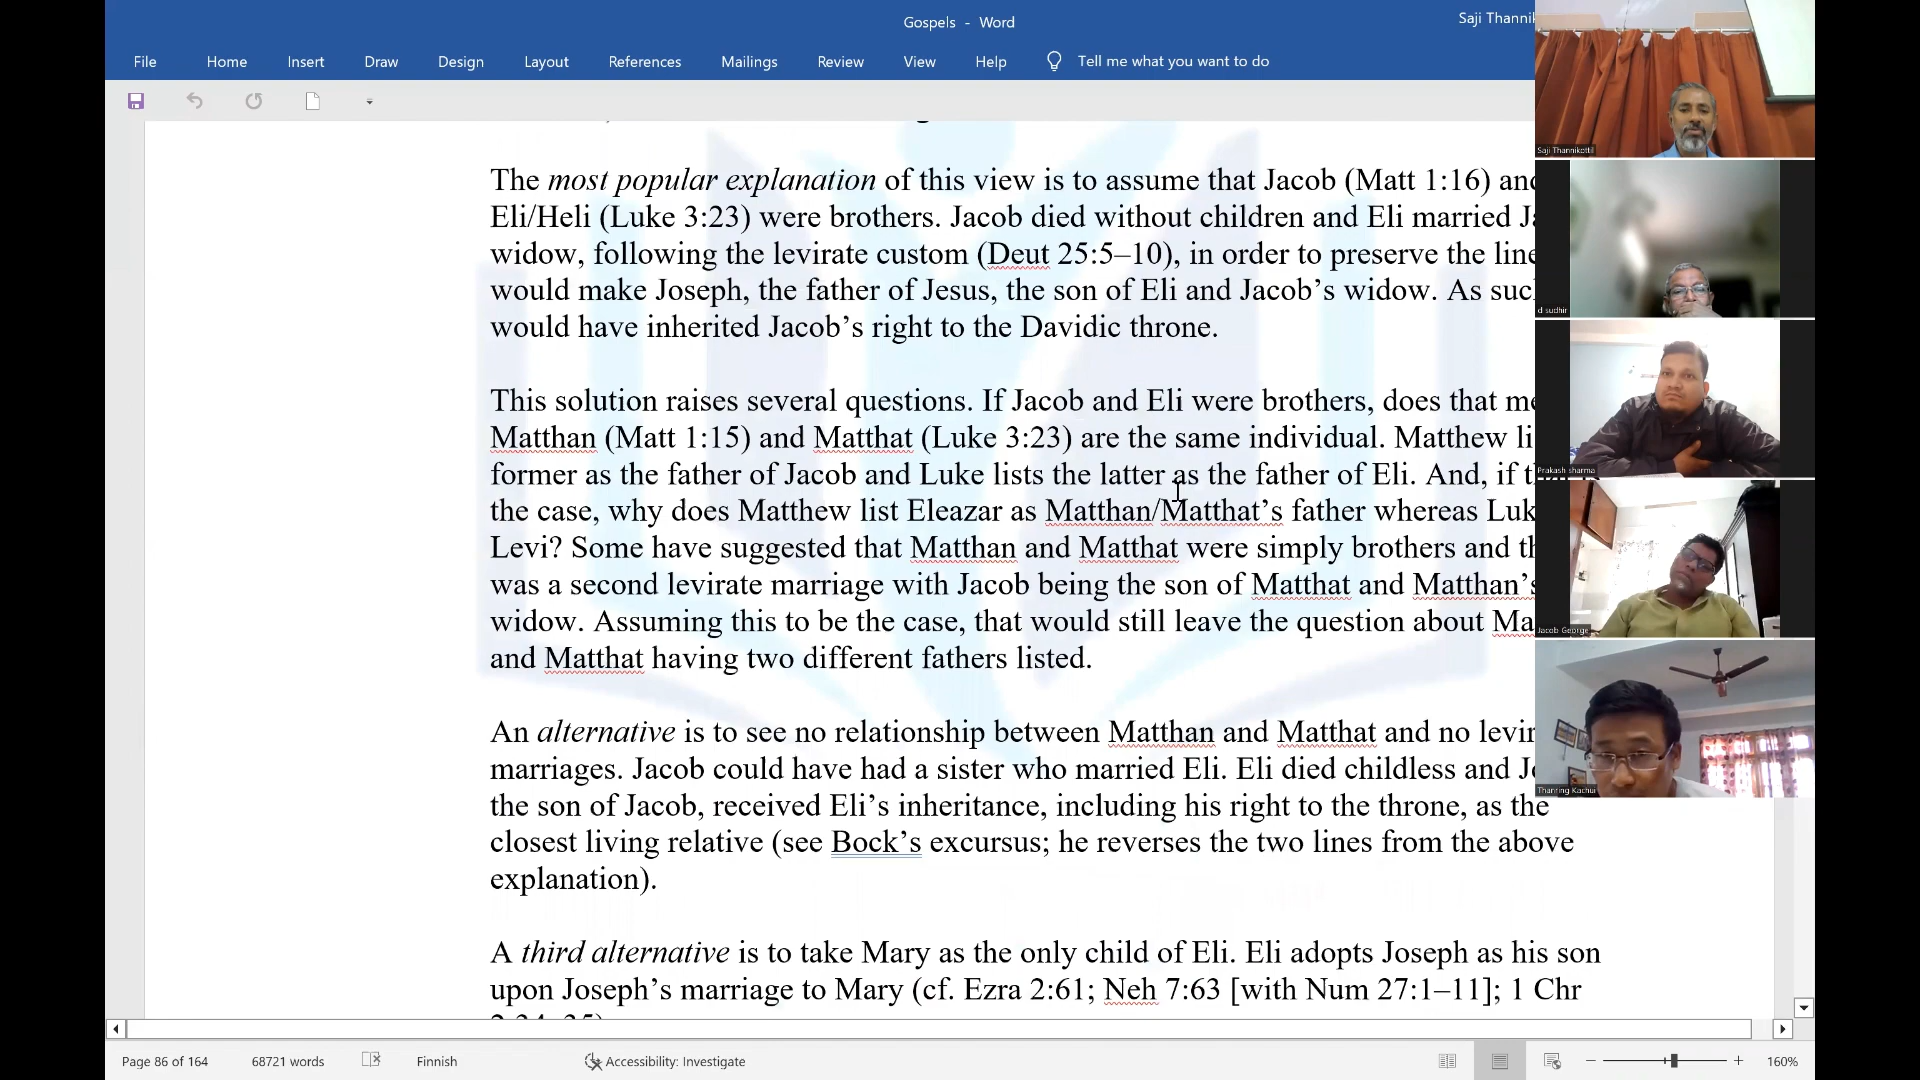 Gospels - Word
Saji Thannik
File Home Insert Draw Design Layout References Mailings Review View Help Tell me what you want to do
The most popular explanation of this view is to assume that Jacob (Matt 1:16) and
Eli/Heli (Luke 3:23) were brothers. Jacob died without children and Eli married J
widow, following the levirate custom (Deut 25:5–10), in order to preserve the line
would make Joseph, the father of Jesus, the son of Eli and Jacob’s widow. As suc
would have inherited Jacob’s right to the Davidic throne.
This solution raises several questions. If Jacob and Eli were brothers, does that me
Matthan (Matt 1:15) and Matthat (Luke 3:23) are the same individual. Matthew li
former as the father of Jacob and Luke lists the latter as the father of Eli. And, if that is
the case, why does Matthew list Eleazar as Matthan/Matthat’s father whereas Luk
Levi? Some have suggested that Matthan and Matthat were simply brothers and th
was a second levirate marriage with Jacob being the son of Matthat and Matthan’s
widow. Assuming this to be the case, that would still leave the question about Ma
and Matthat having two different fathers listed.
An alternative is to see no relationship between Matthan and Matthat and no levir
marriages. Jacob could have had a sister who married Eli. Eli died childless and J
the son of Jacob, received Eli’s inheritance, including his right to the throne, as the
closest living relative (see Bock’s excursus; he reverses the two lines from the above
explanation).
A third alternative is to take Mary as the only child of Eli. Eli adopts Joseph as his son
upon Joseph’s marriage to Mary (cf. Ezra 2:61; Neh 7:63 [with Num 27:1–11]; 1 Chr
Saji Thannikottil
d sudhir
Prakash sharma
Jacob George
Thanring Kachui
Page 86 of 164 68721 words Finnish Accessibility: Investigate 160%